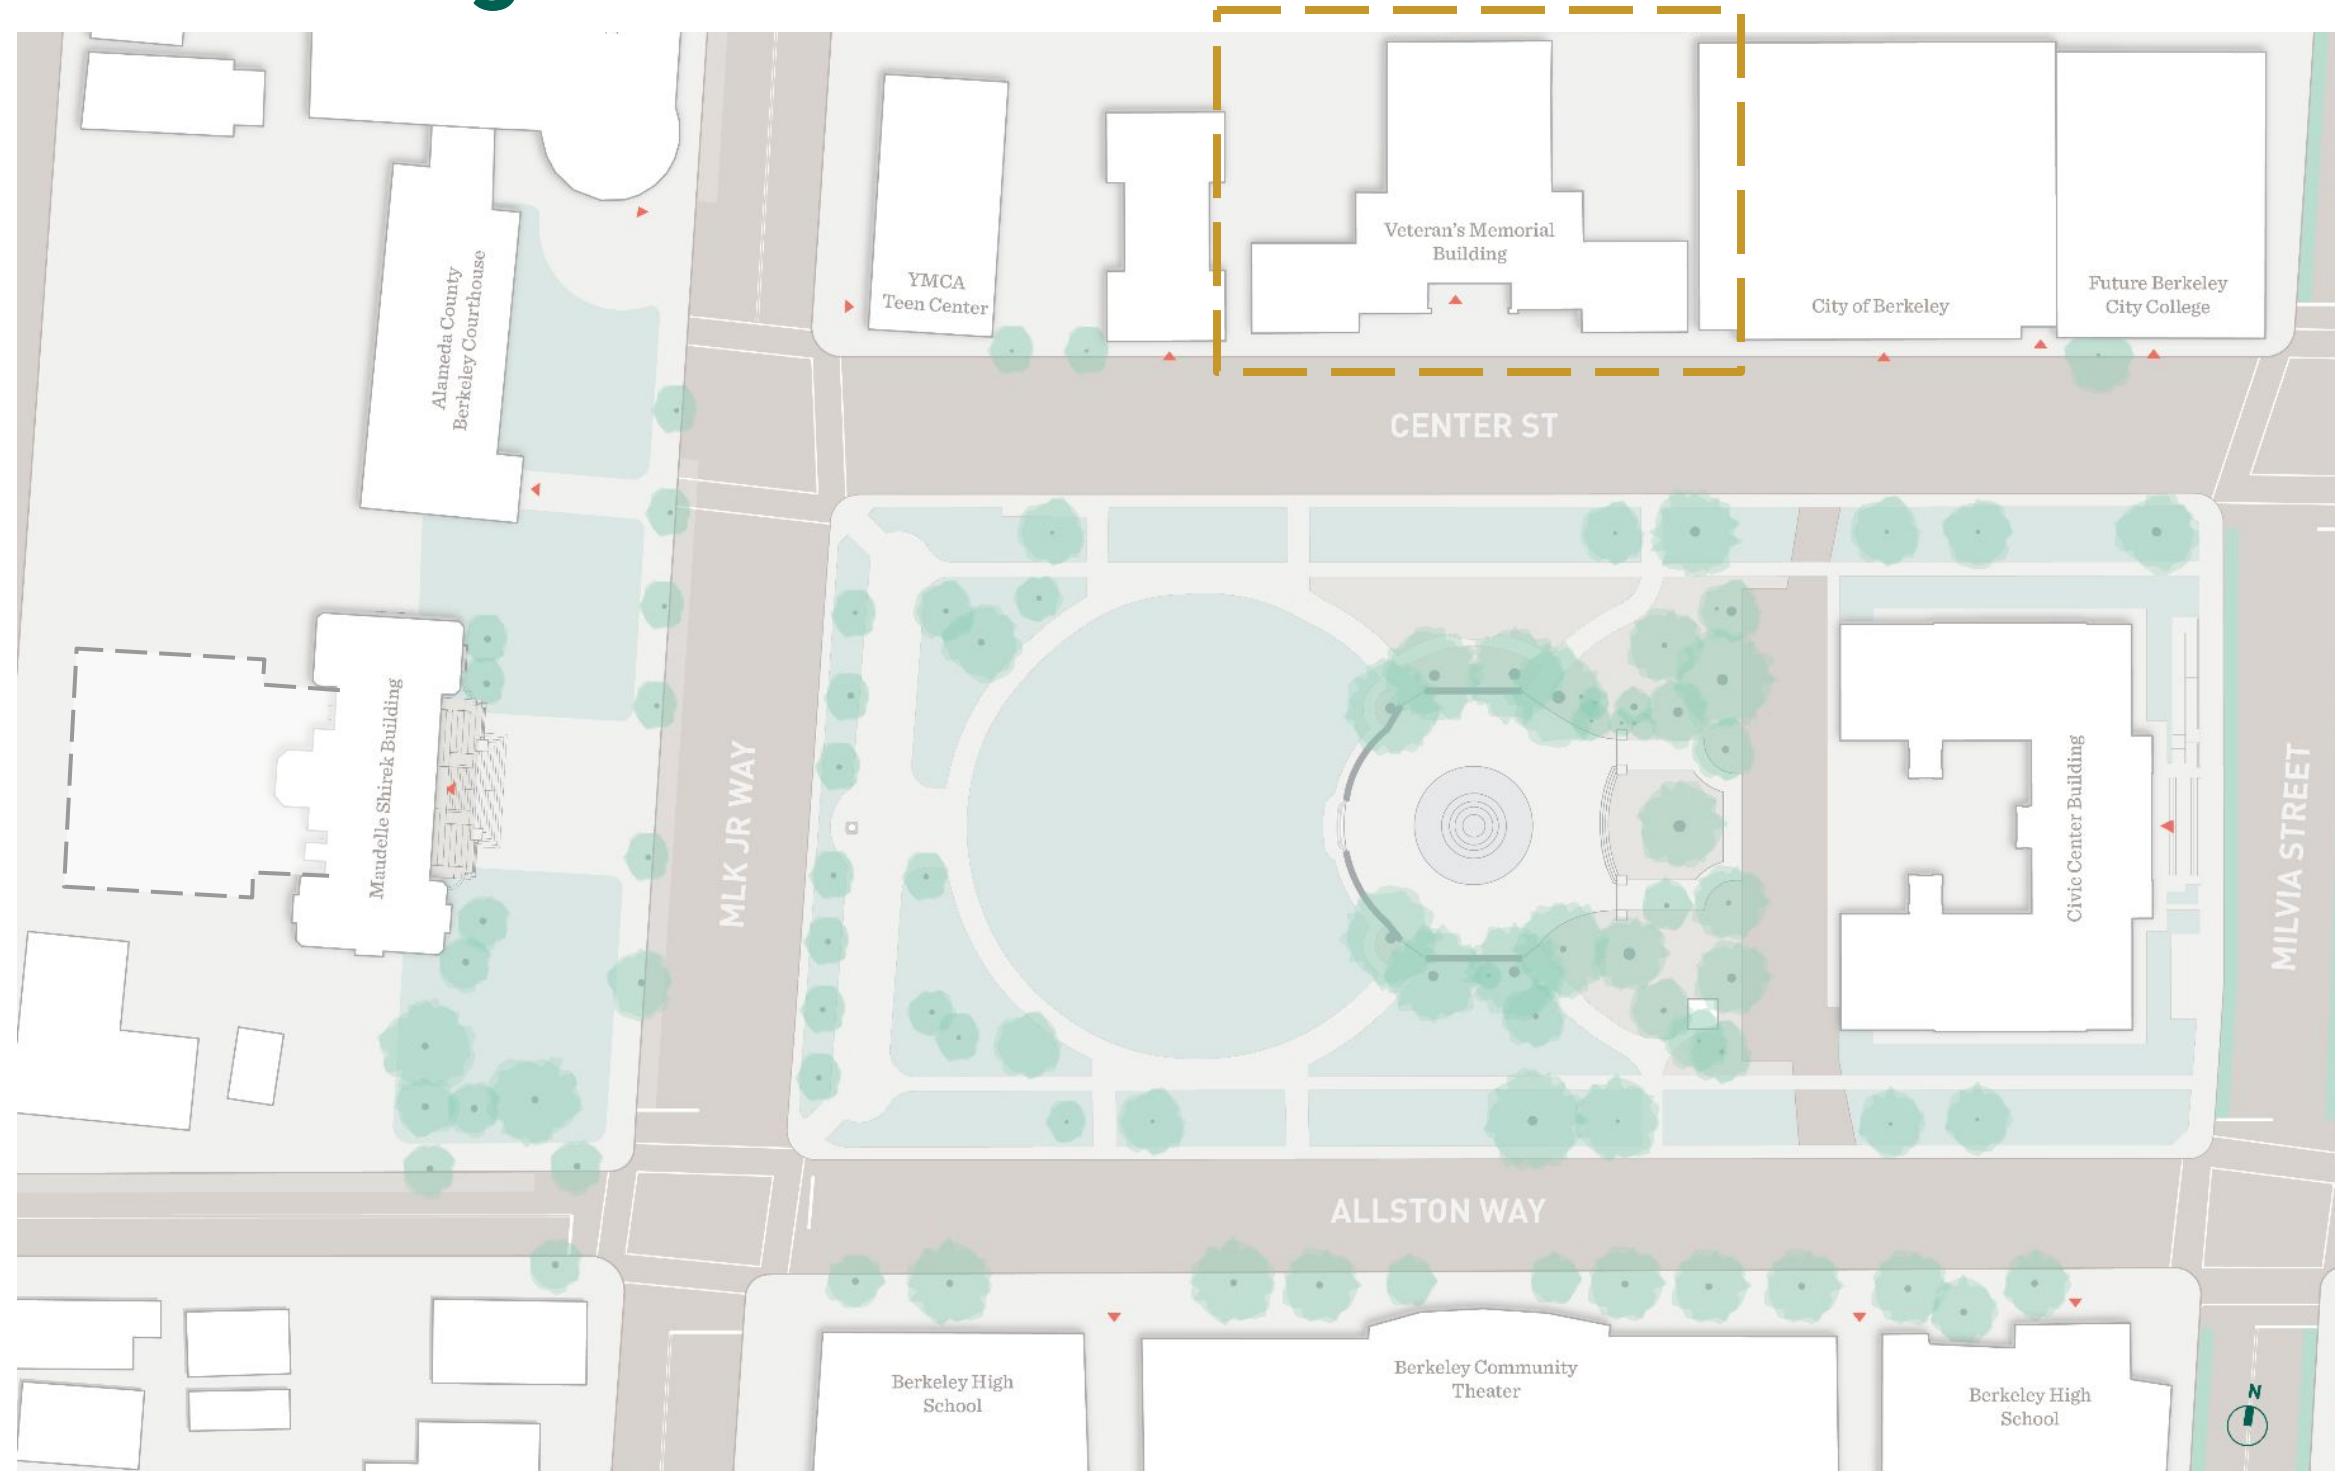 Veteran's Memorial
Building
YMCA
Teen Center
City of Berkeley
Future Berkeley
City College
Alameda County
Berkeley Courthouse
CENTER ST
Maudelle Shirek Building
MLK JR WAY
Civic Center Building
MILVIA STREET
ALLSTON WAY
Berkeley High
School
Berkeley Community
Theater
Berkeley High
School
N